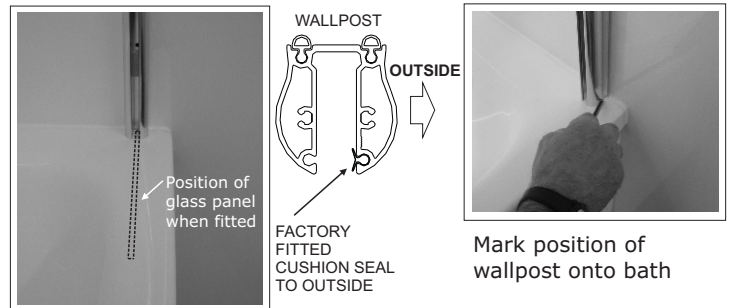 Position of
glass panel
when fitted
WALLPOST
OUTSIDE
FACTORY
FITTED
CUSHION SEAL
TO OUTSIDE
Mark position of
wallpost onto bath